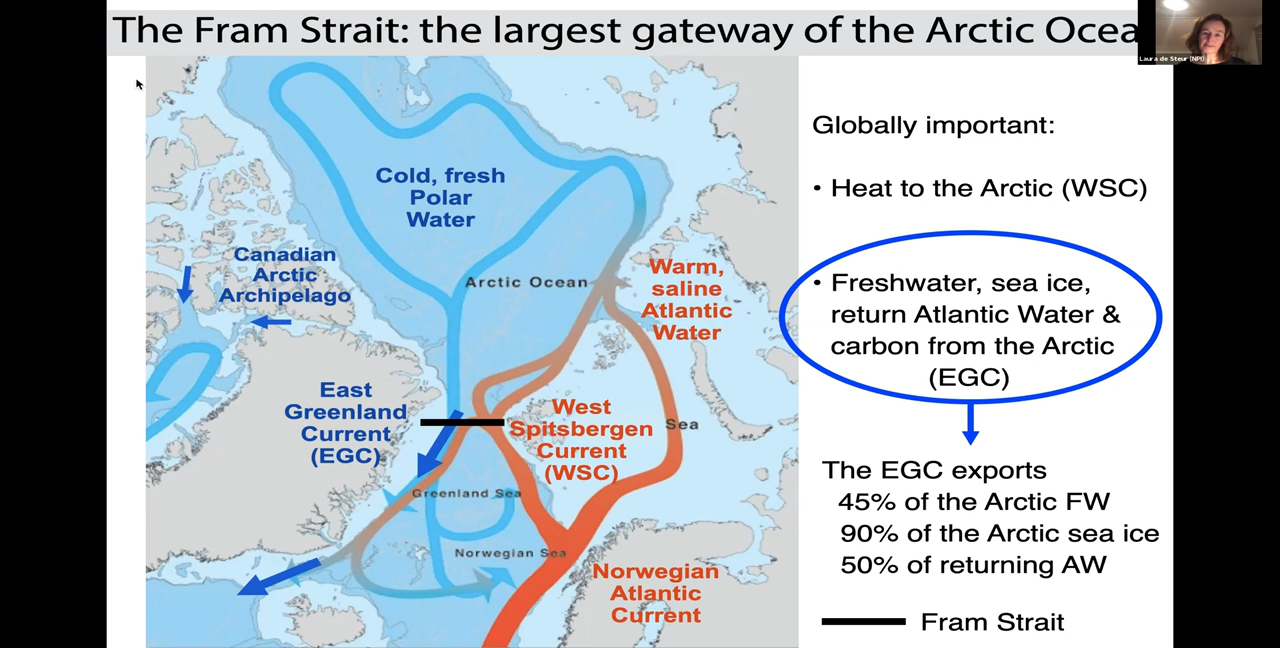 The Fram Strait: the largest gateway of the Arctic Ocea
Laura de Steur (NPI)
Cold, fresh
Polar
Water
Canadian
Arctic
Archipelago
Arctic Ocean
Warm,
saline
Atlantic
Water
East
Greenland
Current
(EGC)
West
Spitsbergen
Current
(WSC)
Sea
Greenland Sea
Norwegian Sea
Norwegian
Atlantic
Current
Globally important:
• Heat to the Arctic (WSC)
• Freshwater, sea ice,
return Atlantic Water &
carbon from the Arctic
(EGC)
The EGC exports
45% of the Arctic FW
90% of the Arctic sea ice
50% of returning AW
Fram Strait